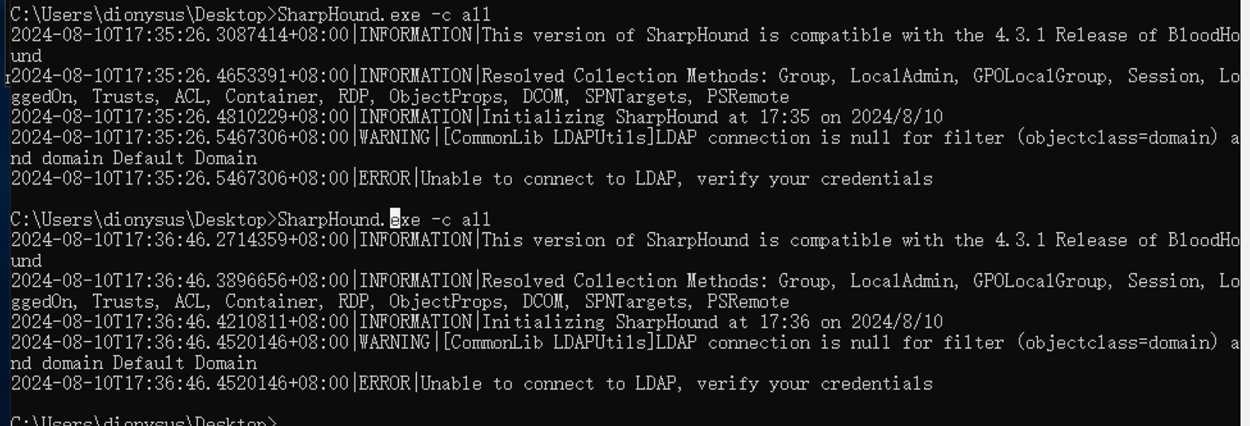 C:\Users\dionysus\Desktop>SharpHound.exe -c all
2024-08-10T17:35:26.3087414+08:00|INFORMATION|This version of SharpHound is compatible with the 4.3.1 Release of BloodHo
und
2024-08-10T17:35:26.4653391+08:00|INFORMATION|Resolved Collection Methods: Group, LocalAdmin, GPOLocalGroup, Session, Lo
ggedOn, Trusts, ACL, Container, RDP, ObjectProps, DCOM, SPNTargets, PSRemote
2024-08-10T17:35:26.4810229+08:00|INFORMATION|Initializing SharpHound at 17:35 on 2024/8/10
2024-08-10T17:35:26.5467306+08:00|WARNING|[CommonLib LDAPUtils]LDAP connection is null for filter (objectclass=domain) a
nd domain Default Domain
2024-08-10T17:35:26.5467306+08:00|ERROR|Unable to connect to LDAP, verify your credentials
C:\Users\dionysus\Desktop>SharpHound.exe -c all
2024-08-10T17:36:46.2714359+08:00|INFORMATION|This version of SharpHound is compatible with the 4.3.1 Release of BloodHo
und
2024-08-10T17:36:46.3896656+08:00|INFORMATION|Resolved Collection Methods: Group, LocalAdmin, GPOLocalGroup, Session, Lo
ggedOn, Trusts, ACL, Container, RDP, ObjectProps, DCOM, SPNTargets, PSRemote
2024-08-10T17:36:46.4210811+08:00|INFORMATION|Initializing SharpHound at 17:36 on 2024/8/10
2024-08-10T17:36:46.4520146+08:00|WARNING|[CommonLib LDAPUtils]LDAP connection is null for filter (objectclass=domain) a
nd domain Default Domain
2024-08-10T17:36:46.4520146+08:00|ERROR|Unable to connect to LDAP, verify your credentials
C:\Users\dionysus\Desktop>